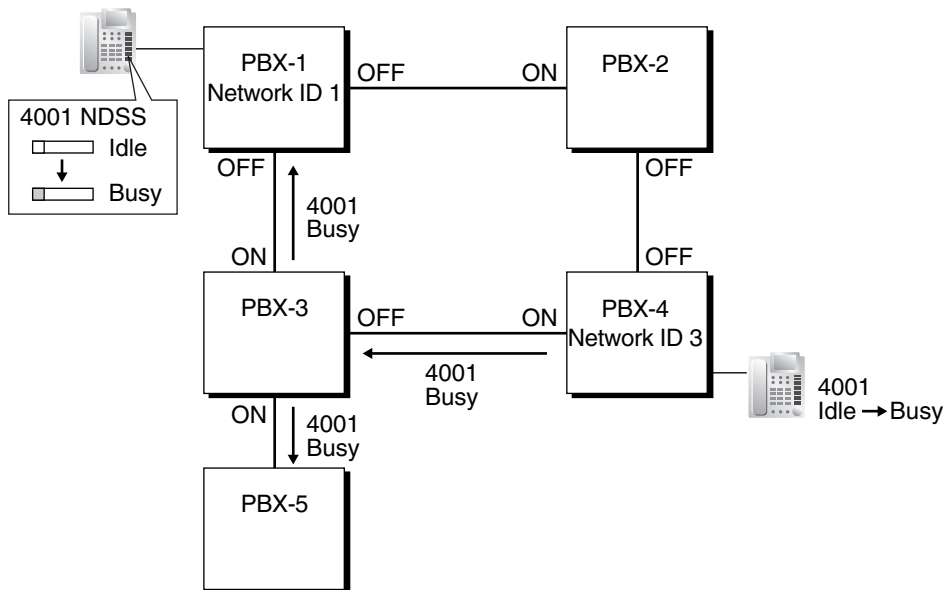 PBX-1
Network ID 1
OFF
ON
PBX-2
4001 NDSS
Idle
Busy
OFF
OFF
4001
Busy
ON
OFF
PBX-3
OFF
ON
PBX-4
Network ID 3
4001
Busy
4001
Idle → Busy
ON
4001
Busy
PBX-5